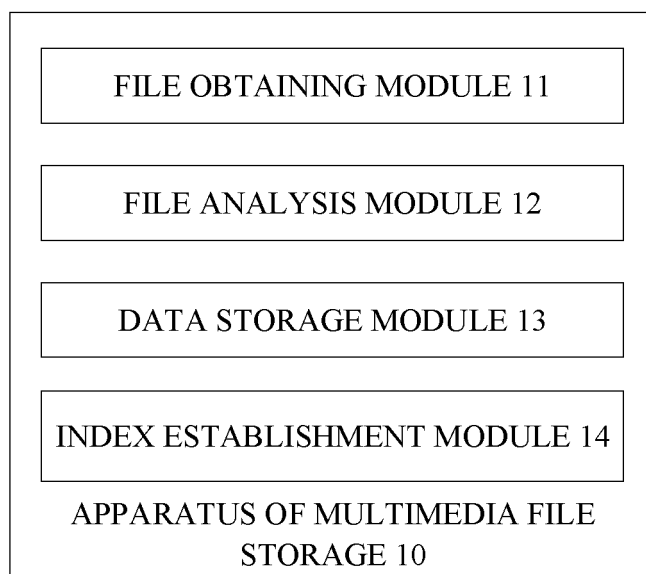 FILE OBTAINING MODULE 11
FILE ANALYSIS MODULE 12
DATA STORAGE MODULE 13
INDEX ESTABLISHMENT MODULE 14
APPARATUS OF MULTIMEDIA FILE
STORAGE 10